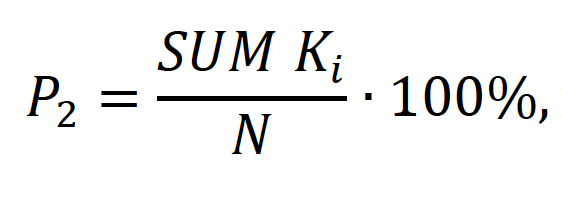 P₂ = SUM Kᵢ / N · 100%,